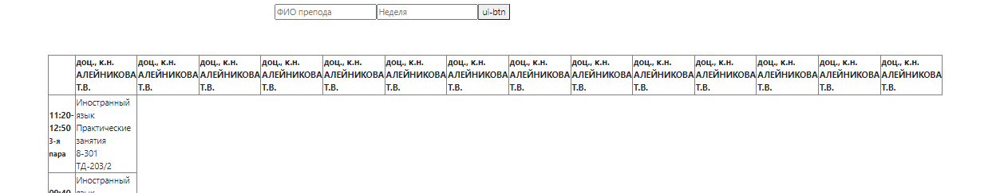 ФИО препода Неделя ui-btn
доц., к.н. доц., к.н. доц., к.н. доц., к.н. доц., к.н. доц., к.н. доц., к.н. доц., к.н. доц., к.н. доц., к.н. доц., к.н. доц., к.н. доц., к.н. доц., к.н.
АЛЕЙНИКОВА АЛЕЙНИКОВА АЛЕЙНИКОВА АЛЕЙНИКОВА АЛЕЙНИКОВА АЛЕЙНИКОВА АЛЕЙНИКОВА АЛЕЙНИКОВА АЛЕЙНИКОВА АЛЕЙНИКОВА АЛЕЙНИКОВА АЛЕЙНИКОВА АЛЕЙНИКОВА АЛЕЙНИКОВА
Т.В. Т.В. Т.В. Т.В. Т.В. Т.В. Т.В. Т.В. Т.В. Т.В. Т.В. Т.В. Т.В. Т.В.
11:20-
12:50
3-я
пара
Иностранный
язык
Практические
занятия
8-301
ТД-203/2
09:40
Иностранный
язык